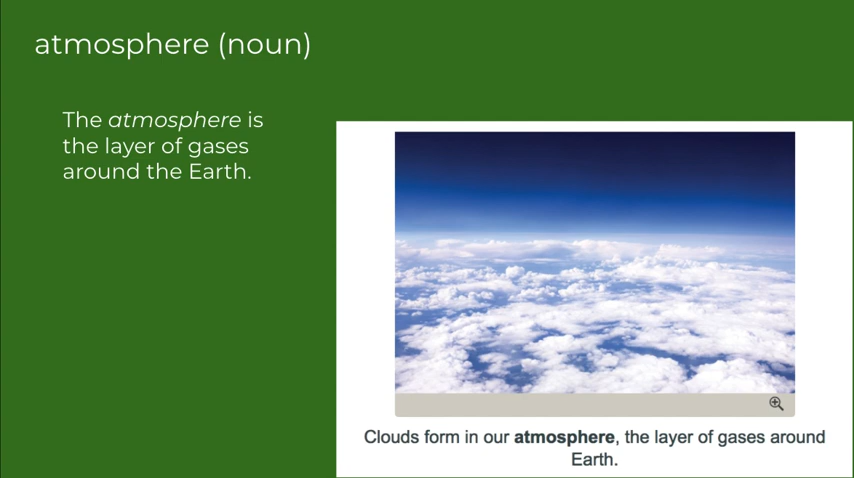 atmosphere (noun)
The atmosphere is
the layer of gases
around the Earth.
Clouds form in our atmosphere, the layer of gases around
Earth.